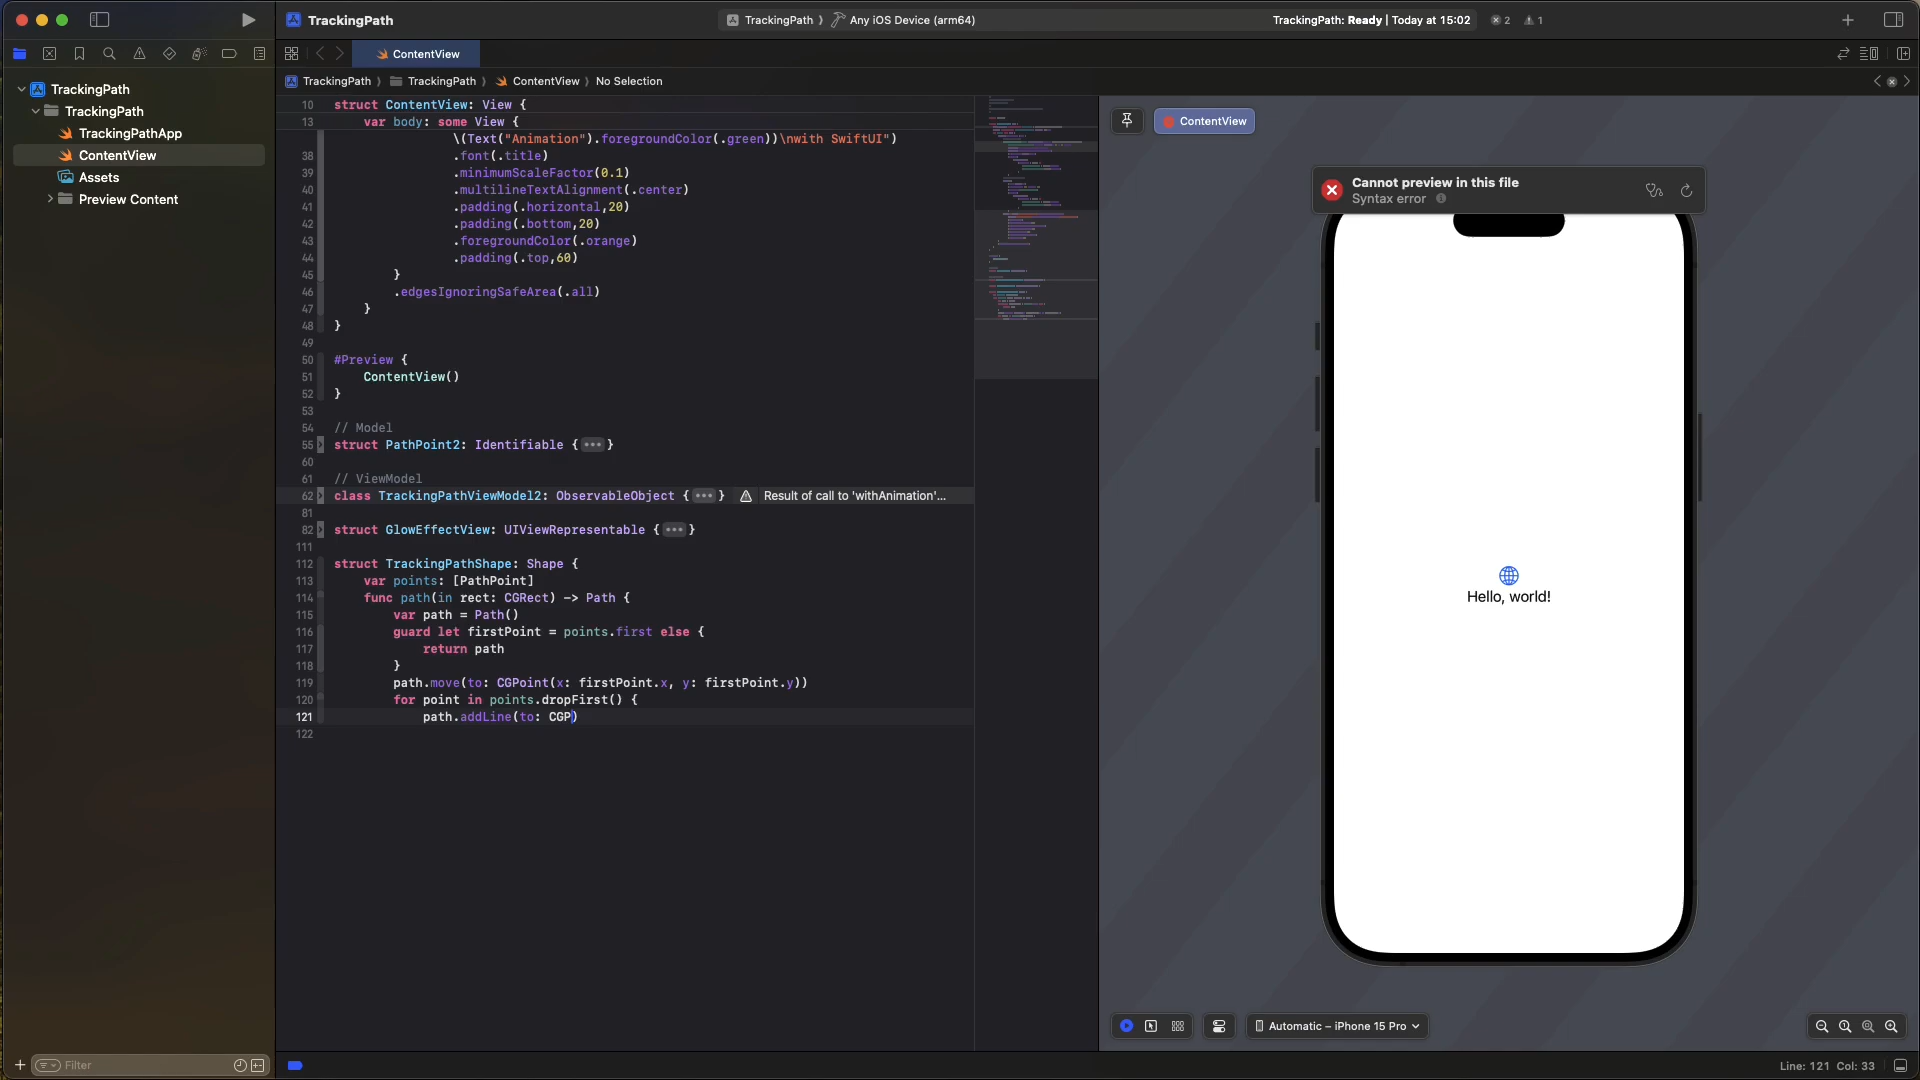 TrackingPath
TrackingPath 〉 Any iOS Device (arm64)
TrackingPath: Ready | Today at 15:02
2
1
ContentView
TrackingPath 〉 TrackingPath 〉 ContentView 〉 No Selection
TrackingPath
TrackingPath
TrackingPathApp
ContentView
Assets
Preview Content
10 struct ContentView: View {
13 var body: some View {
\(Text("Animation").foregroundColor(.green))\nwith SwiftUI")
38 .font(.title)
39 .minimumScaleFactor(0.1)
40 .multilineTextAlignment(.center)
41 .padding(.horizontal,20)
42 .padding(.bottom,20)
43 .foregroundColor(.orange)
44 .padding(.top,60)
45 }
46 .edgesIgnoringSafeArea(.all)
47 }
48 }
49
50 #Preview {
51 ContentView()
52 }
53
54 // Model
55 struct PathPoint2: Identifiable {•••}
60
61 // ViewModel
62 class TrackingPathViewModel2: ObservableObject {•••} Result of call to 'withAnimation'...
81
82 struct GlowEffectView: UIViewRepresentable {•••}
111
112 struct TrackingPathShape: Shape {
113 var points: [PathPoint]
114 func path(in rect: CGRect) -> Path {
115 var path = Path()
116 guard let firstPoint = points.first else {
117 return path
118 }
119 path.move(to: CGPoint(x: firstPoint.x, y: firstPoint.y))
120 for point in points.dropFirst() {
121 path.addLine(to: CGP)
122
ContentView
Cannot preview in this file
Syntax error
Hello, world!
Automatic – iPhone 15 Pro
Filter
Line: 121 Col: 33